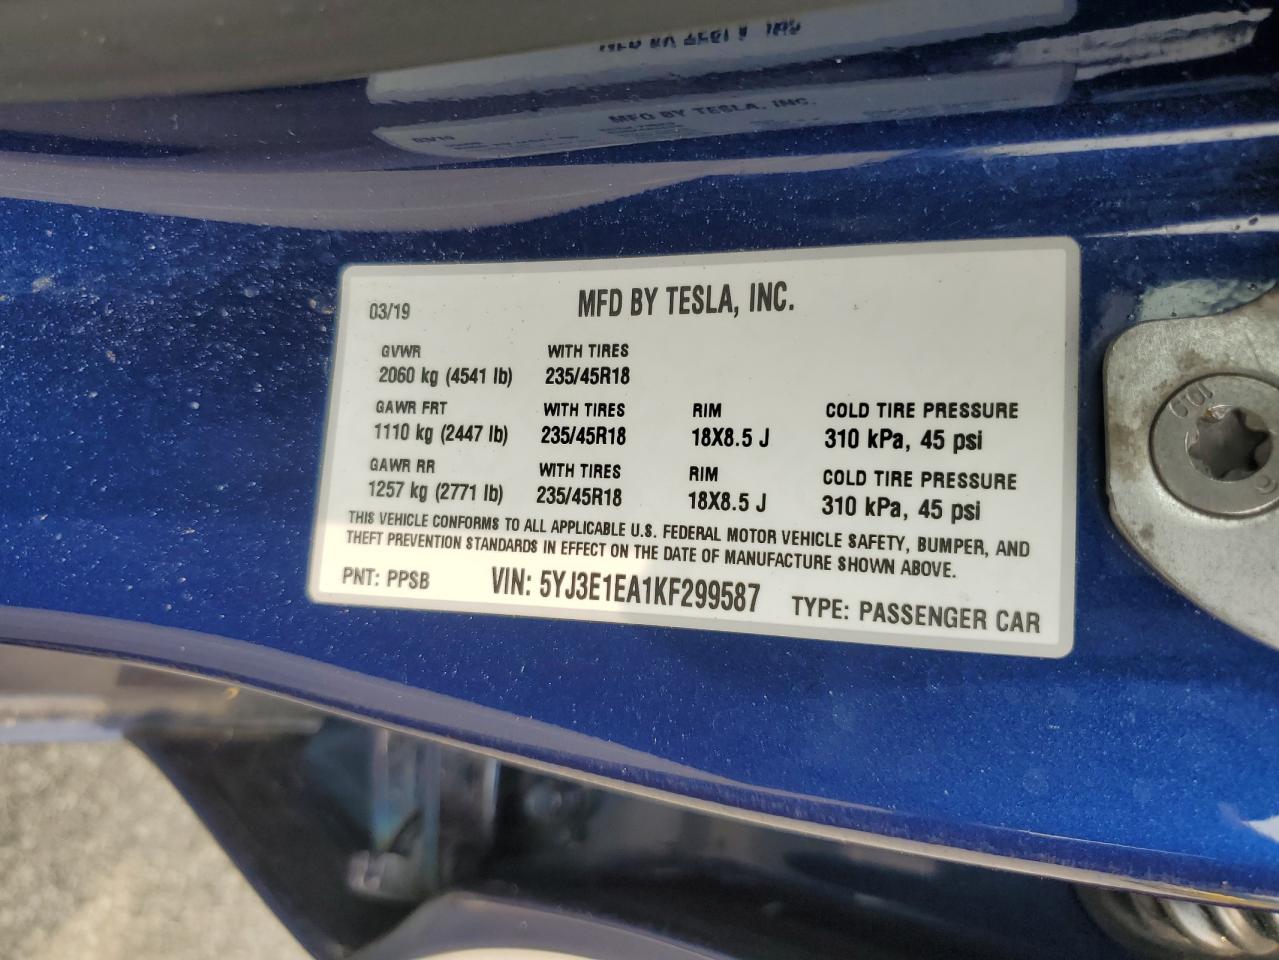 MFG BY TESLA, INC.
03/19
MFD BY TESLA, INC.
GVWR WITH TIRES
2060 kg (4541 lb) 235/45R18
GAWR FRT WITH TIRES RIM COLD TIRE PRESSURE
1110 kg (2447 lb) 235/45R18 18X8.5 J 310 kPa, 45 psi
GAWR RR WITH TIRES RIM COLD TIRE PRESSURE
1257 kg (2771 lb) 235/45R18 18X8.5 J 310 kPa, 45 psi
THIS VEHICLE CONFORMS TO ALL APPLICABLE U.S. FEDERAL MOTOR VEHICLE SAFETY, BUMPER, AND
THEFT PREVENTION STANDARDS IN EFFECT ON THE DATE OF MANUFACTURE SHOWN ABOVE.
PNT: PPSB VIN: 5YJ3E1EA1KF299587 TYPE: PASSENGER CAR